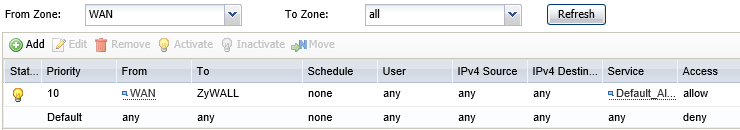 From Zone: WAN To Zone: all Refresh
Add Edit Remove Activate Inactivate Move
Stat... Priority From To Schedule User IPv4 Source IPv4 Destin... Service Access
10 WAN ZyWALL none any any any Default_Al... allow
Default any any none any any any any deny